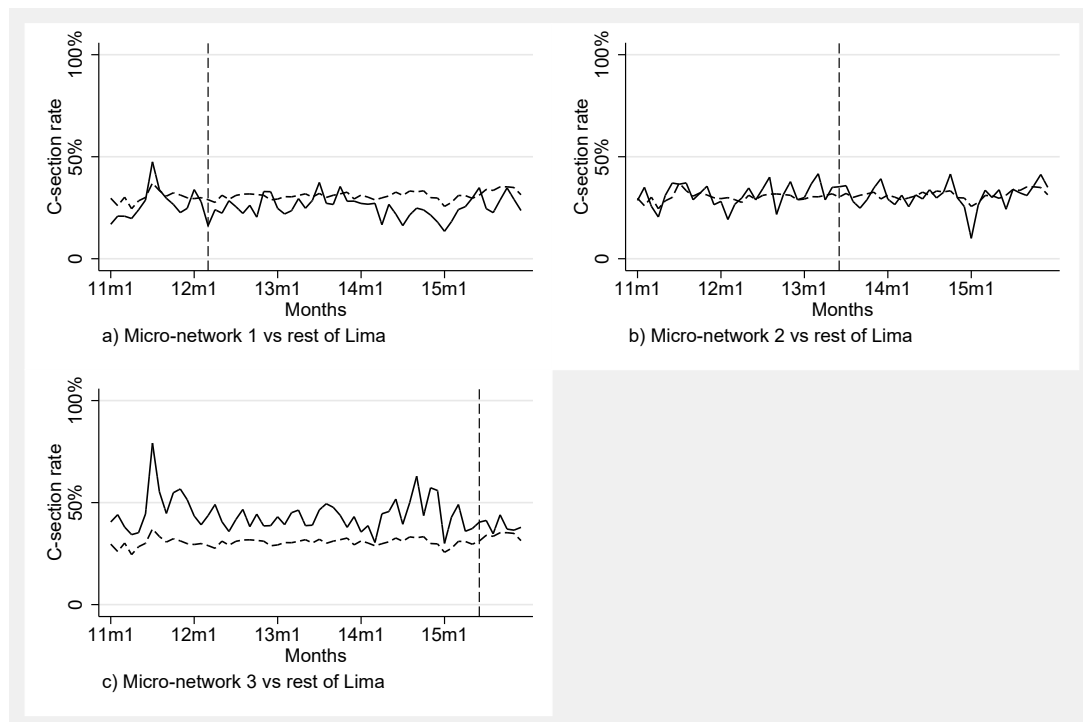 100%
50%
0
C-section rate
11m1 12m1 13m1 14m1 15m1
Months
a) Micro-network 1 vs rest of Lima
100%
50%
0
C-section rate
11m1 12m1 13m1 14m1 15m1
Months
b) Micro-network 2 vs rest of Lima
100%
50%
0
C-section rate
11m1 12m1 13m1 14m1 15m1
Months
c) Micro-network 3 vs rest of Lima